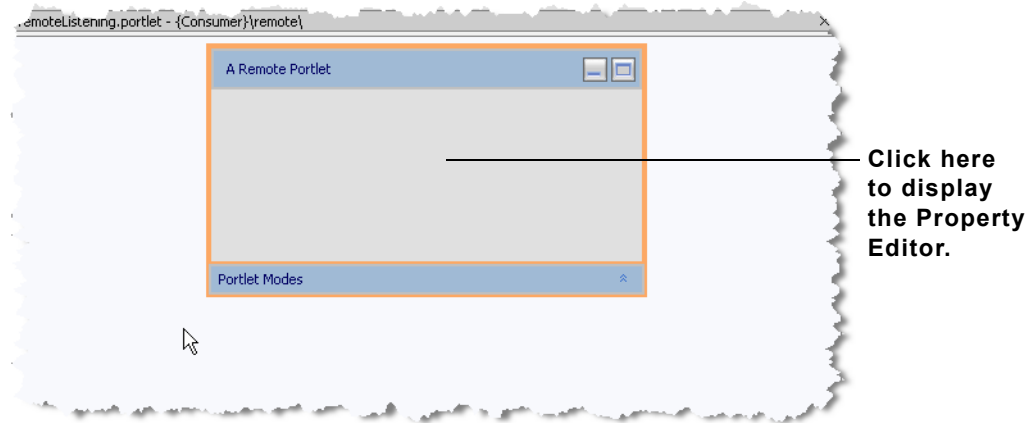 emoteListening.portlet - {Consumer}\remote\
A Remote Portlet
Click here
to display
the Property
Editor.
Portlet Modes